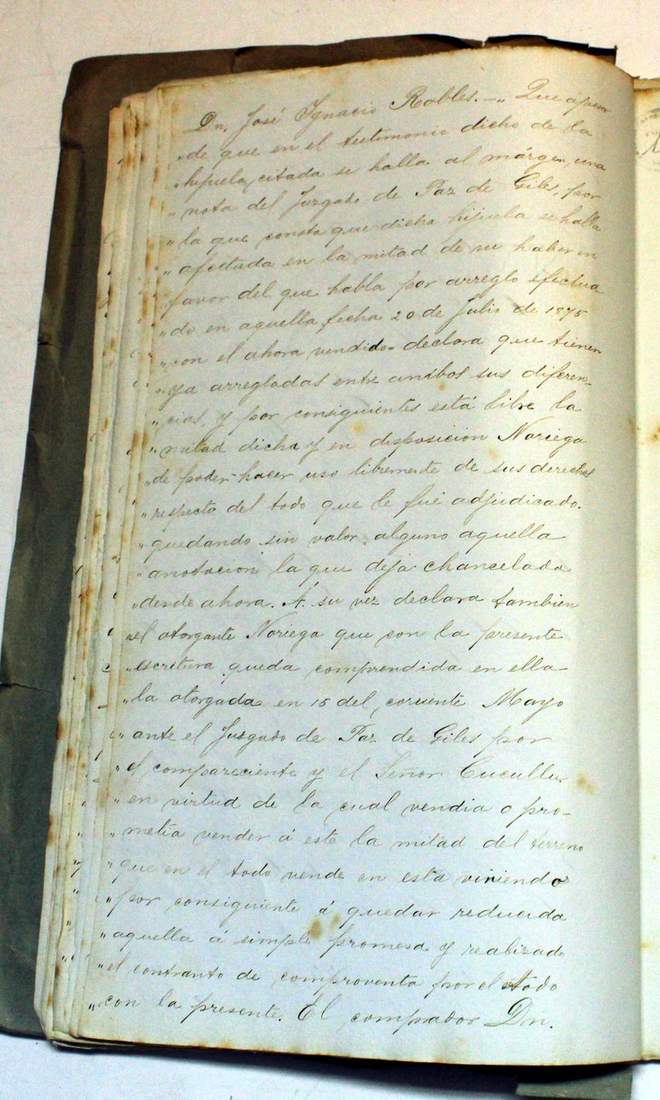 Dn. José Ignacio Robles. — „ Que á pesar
„ de que en el testimonio dicho de la
„ hijuela citada se halla al márgen una
„ nota del Juzgado de Paz de Giles, por
„ la que consta que dicha hijuela se halla
„ afectada en la mitad de su haber en
„ favor del que habla por arreglo efectua
„ do en aquella fecha 20 de Julio de 1875
„ con el ahora vendido declara que tienen
„ ya arregladas entre ambos sus diferen-
„ cias, y por consiguientes está libre la
„ mitad dicha y en disposicion Noriega
„ de poder hacer uso libremente de sus derechos
„ respecto del todo que le fué adjudicado.
„ quedando sin valor alguno aquella
„ anotacion la que deja chancelada
„ desde ahora. Á su vez declara tambien
„ el otorgante Noriega que con la presente
„ escritura queda comprendida en ella
„ la otorgada en 15 del corriente Mayo
„ ante el Juzgado de Paz de Giles por
„ el compareciente y el Señor Cucullu
„ en virtud de la cual vendia o pro-
„ metia vender á este la mitad del terreno
„ que en el todo vende en esta viniendo
„ por consiguiente á quedar reducida
„ aquella á simple promesa y realizado
„ el contranto de comproventa por el todo
„ con la presente. El comprador Dn.